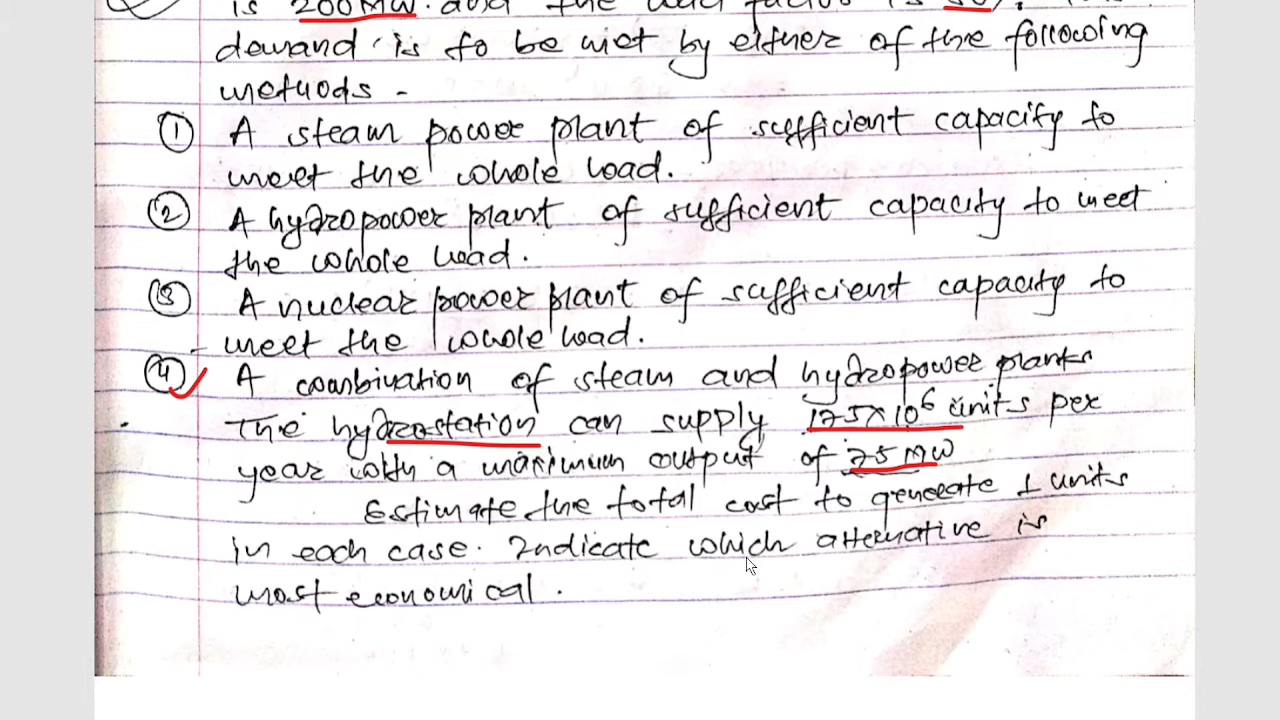 is 200MW. and the load factor is
demand is to be met by either of the following
methods -
① A steam power plant of sufficient capacity to
meet the whole load.
② A hydropower plant of sufficient capacity to meet
the whole load.
③ A nuclear power plant of sufficient capacity to
meet the whole load.
④ A combination of steam and hydropower plants
The hydrostation can supply 175×10⁶ units per
year with a maximum output of 75 MW
Estimate the total cost to generate 1 units
in each case. Indicate which alternative is
most economical.